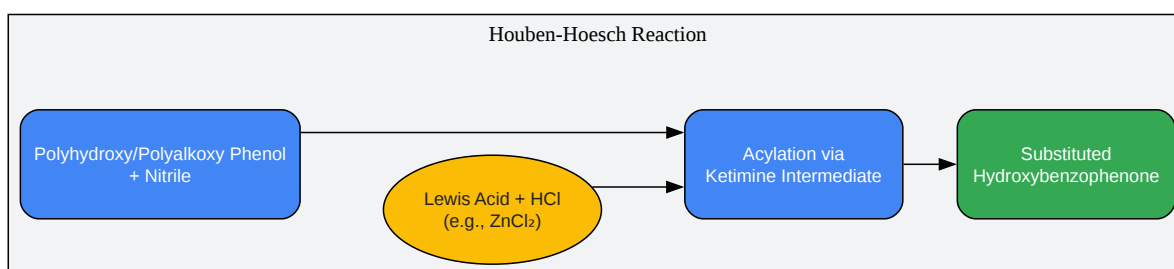 Houben-Hoesch Reaction
Polyhydroxy/Polyalkoxy Phenol
+ Nitrile
Lewis Acid + HCl
(e.g., ZnCl₂)
Acylation via
Ketimine Intermediate
Substituted
Hydroxybenzophenone